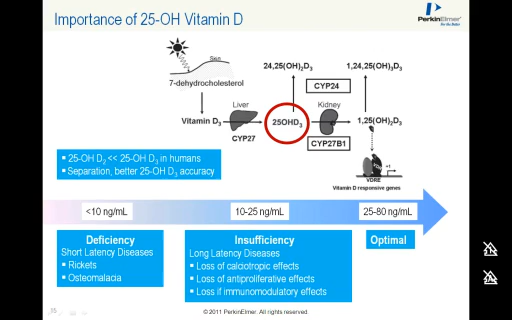 Importance of 25-OH Vitamin D
PerkinElmer
For the Better
Skin
7-dehydrocholesterol
24,25(OH)₂D₃
1,24,25(OH)₃D₃
CYP24
Liver
Kidney
Vitamin D₃
25OHD₃
1,25(OH)₂D₃
CYP27
CYP27B1
VDRE
+1
Vitamin D responsive genes
▪ 25-OH D₂ << 25-OH D₃ in humans
▪ Separation, better 25-OH D₃ accuracy
<10 ng/mL
10-25 ng/mL
25-80 ng/mL
Deficiency
Short Latency Diseases
▪ Rickets
▪ Osteomalacia
Insufficiency
Long Latency Diseases
▪ Loss of calciotropic effects
▪ Loss of antiproliferative effects
▪ Loss if immunomodulatory effects
Optimal
© 2011 PerkinElmer. All rights reserved